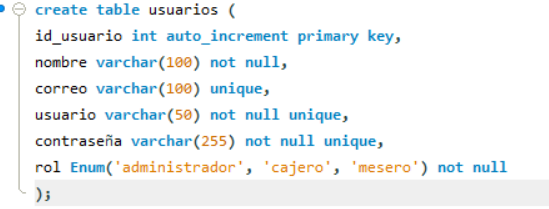 create table usuarios (
id_usuario int auto_increment primary key,
nombre varchar(100) not null,
correo varchar(100) unique,
usuario varchar(50) not null unique,
contraseña varchar(255) not null unique,
rol Enum('administrador', 'cajero', 'mesero') not null
);